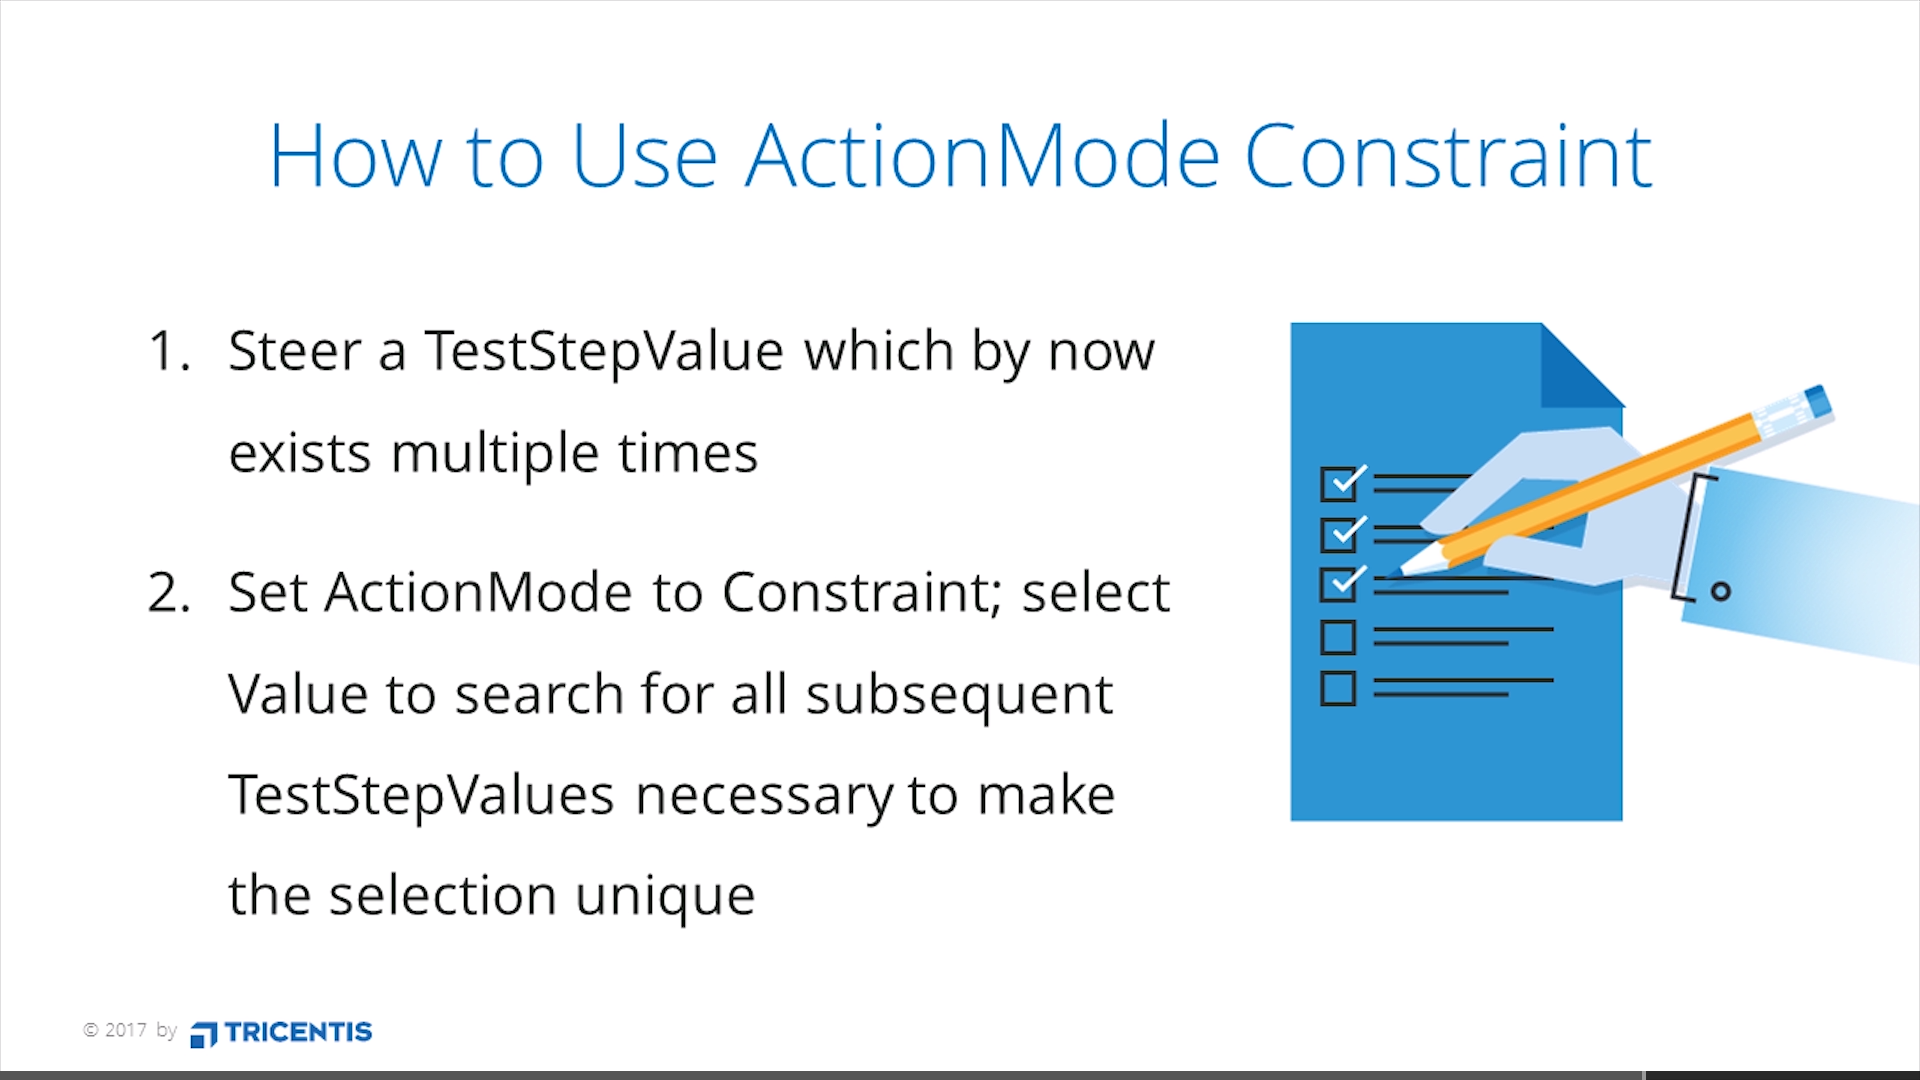 How to Use ActionMode Constraint
1. Steer a TestStepValue which by now
exists multiple times
2. Set ActionMode to Constraint; select
Value to search for all subsequent
TestStepValues necessary to make
the selection unique
© 2017 by TRICENTIS